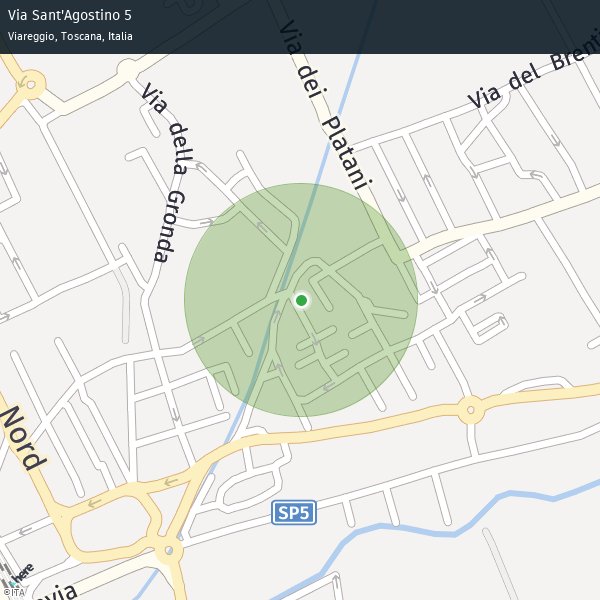 Via Sant'Agostino 5
Viareggio, Toscana, Italia
Via dei Platani
Via del Brenti
Via della Gronda
Nord
SP5
here
via
©ITA